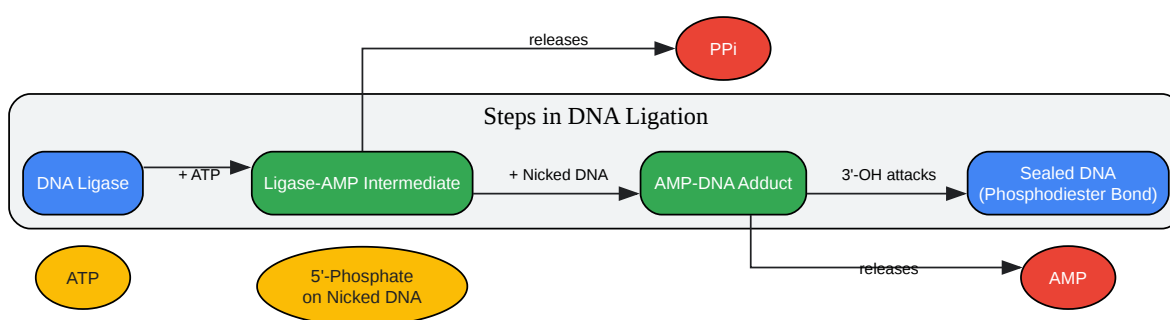 releases
PPi
Steps in DNA Ligation
DNA Ligase
+ ATP
Ligase-AMP Intermediate
+ Nicked DNA
AMP-DNA Adduct
3'-OH attacks
Sealed DNA
(Phosphodiester Bond)
ATP
5'-Phosphate
on Nicked DNA
releases
AMP